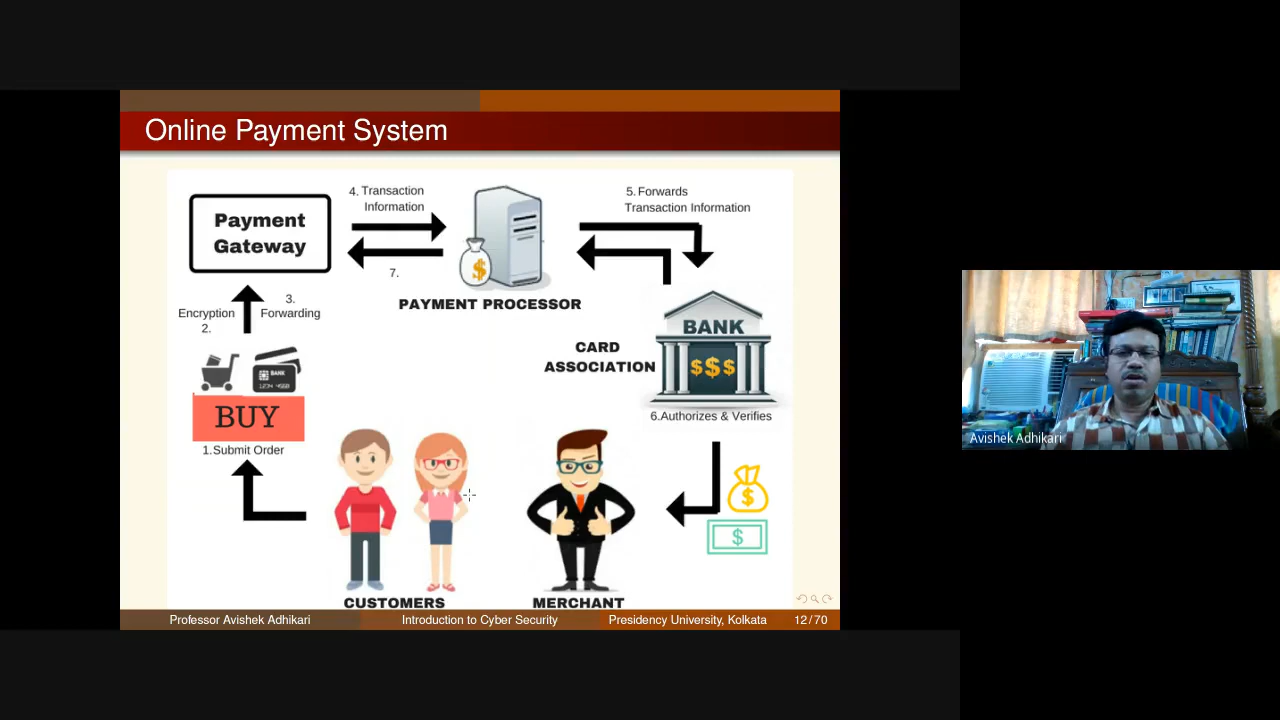 Online Payment System
Payment
Gateway
4. Transaction
Information
7.
PAYMENT PROCESSOR
5. Forwards
Transaction Information
Encryption
2.
3.
Forwarding
BANK
1234 4568
BUY
1.Submit Order
BANK
$$$
CARD
ASSOCIATION
6.Authorizes & Verifies
$
$
$
CUSTOMERS
MERCHANT
Professor Avishek Adhikari
Introduction to Cyber Security
Presidency University, Kolkata
12 / 70
Avishek Adhikari